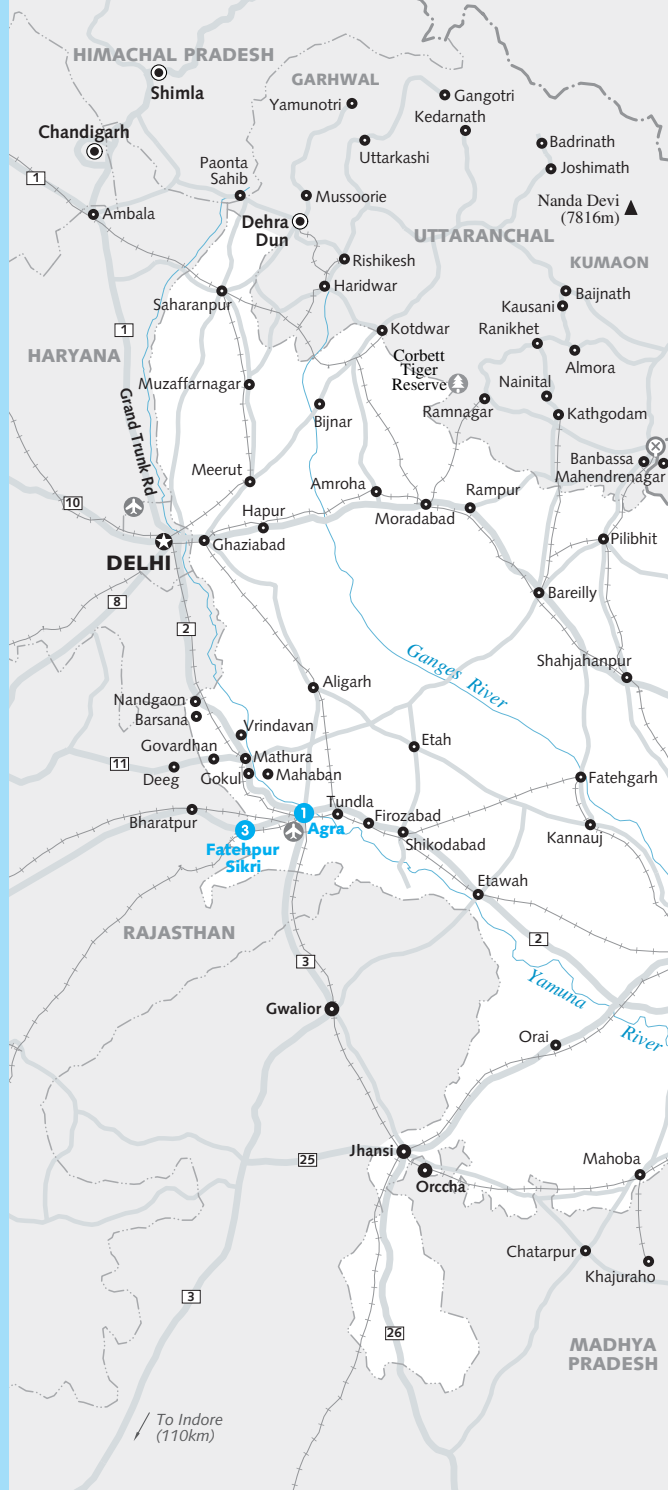 HIMACHAL PRADESH
Shimla
GARHWAL
Yamunotri
Gangotri
Kedarnath
Chandigarh
Uttarkashi
Badrinath
Joshimath
1
Paonta
Sahib
Mussoorie
Nanda Devi
(7816m)
Ambala
Dehra
Dun
UTTARANCHAL
Rishikesh
KUMAON
Haridwar
Saharanpur
Baijnath
Kausani
1
Kotdwar
Ranikhet
HARYANA
Corbett
Tiger
Reserve
Almora
Muzaffarnagar
Nainital
Grand Trunk Rd
Bijnar
Ramnagar
Kathgodam
Banbassa
Mahendrenagar
Meerut
Amroha
Rampur
10
Hapur
Moradabad
DELHI
Ghaziabad
Pilibhit
8
Bareilly
2
Ganges River
Shahjahanpur
Aligarh
Nandgaon
Barsana
Vrindavan
Etah
Govardhan
Mathura
11
Deeg
Gokul
Mahaban
Fatehgarh
Bharatpur
1
Agra
Tundla
Firozabad
3
Fatehpur
Sikri
Shikodabad
Kannauj
Etawah
RAJASTHAN
2
3
Yamuna
River
Gwalior
Orai
Jhansi
25
Orccha
Mahoba
Chatarpur
Khajuraho
3
26
MADHYA
PRADESH
To Indore
(110km)